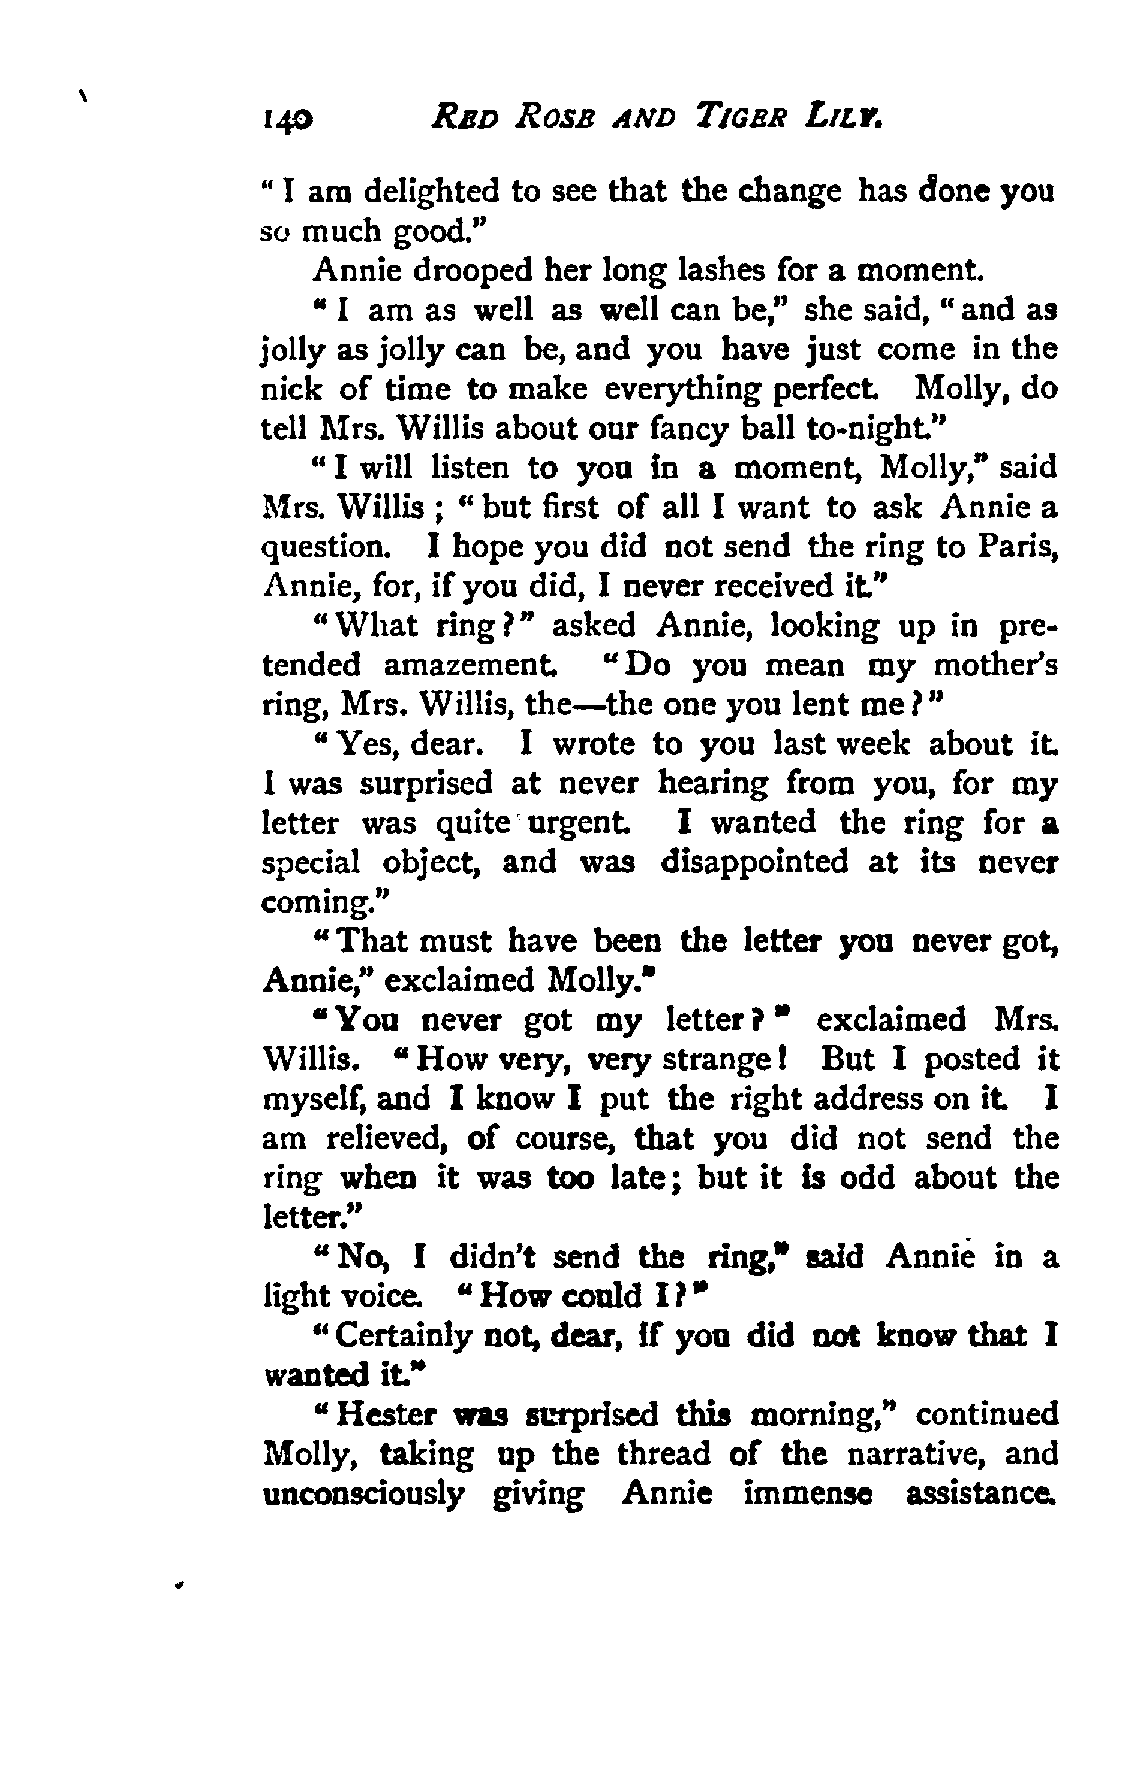 140 RED ROSE AND TIGER LILY.
" I am delighted to see that the change has done you
so much good."
Annie drooped her long lashes for a moment.
" I am as well as well can be," she said, " and as
jolly as jolly can be, and you have just come in the
nick of time to make everything perfect. Molly, do
tell Mrs. Willis about our fancy ball to-night."
" I will listen to you in a moment, Molly," said
Mrs. Willis ; " but first of all I want to ask Annie a
question. I hope you did not send the ring to Paris,
Annie, for, if you did, I never received it."
" What ring ? " asked Annie, looking up in pre-
tended amazement. " Do you mean my mother's
ring, Mrs. Willis, the—the one you lent me ? "
" Yes, dear. I wrote to you last week about it.
I was surprised at never hearing from you, for my
letter was quite urgent. I wanted the ring for a
special object, and was disappointed at its never
coming."
" That must have been the letter you never got,
Annie," exclaimed Molly."
" You never got my letter ? " exclaimed Mrs.
Willis. " How very, very strange ! But I posted it
myself, and I know I put the right address on it. I
am relieved, of course, that you did not send the
ring when it was too late ; but it is odd about the
letter."
" No, I didn't send the ring," said Annie in a
light voice. " How could I ? "
" Certainly not, dear, if you did not know that I
wanted it."
" Hester was surprised this morning," continued
Molly, taking up the thread of the narrative, and
unconsciously giving Annie immense assistance.